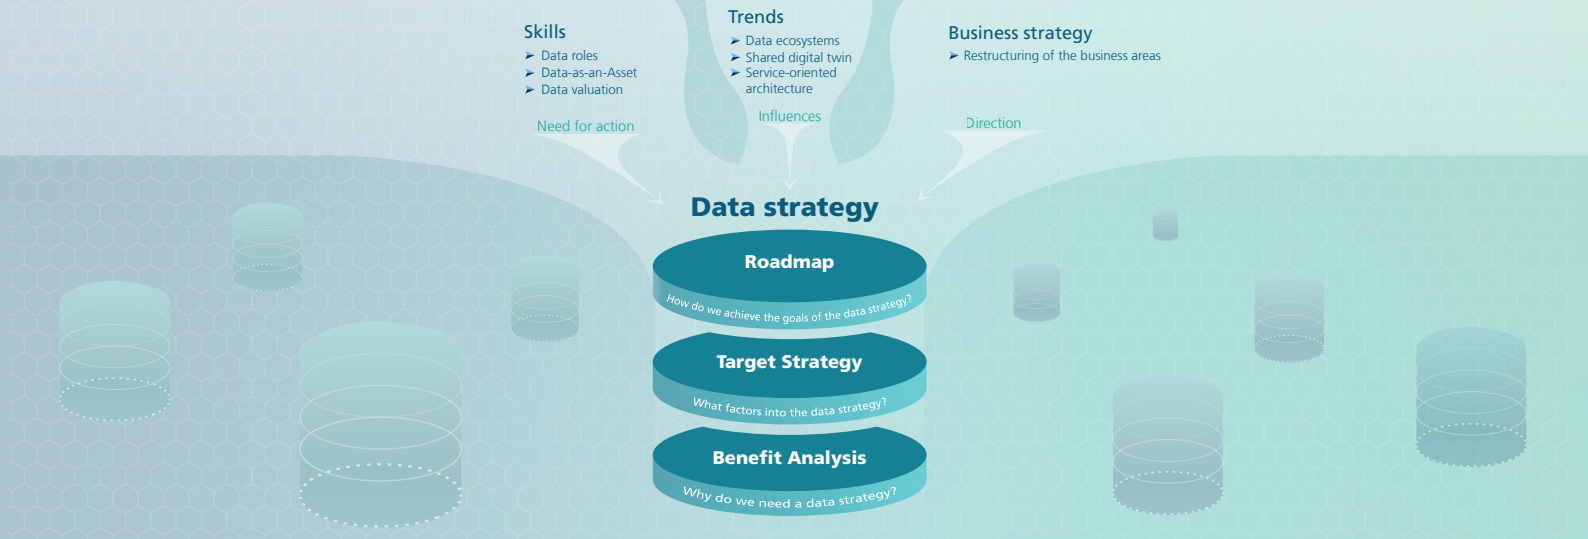 Skills
➢ Data roles
➢ Data-as-an-Asset
➢ Data valuation
Need for action
Trends
➢ Data ecosystems
➢ Shared digital twin
➢ Service-oriented
architecture
Influences
Business strategy
➢ Restructuring of the business areas
Direction
Data strategy
Roadmap
How do we achieve the goals of the data strategy?
Target Strategy
What factors into the data strategy?
Benefit Analysis
Why do we need a data strategy?